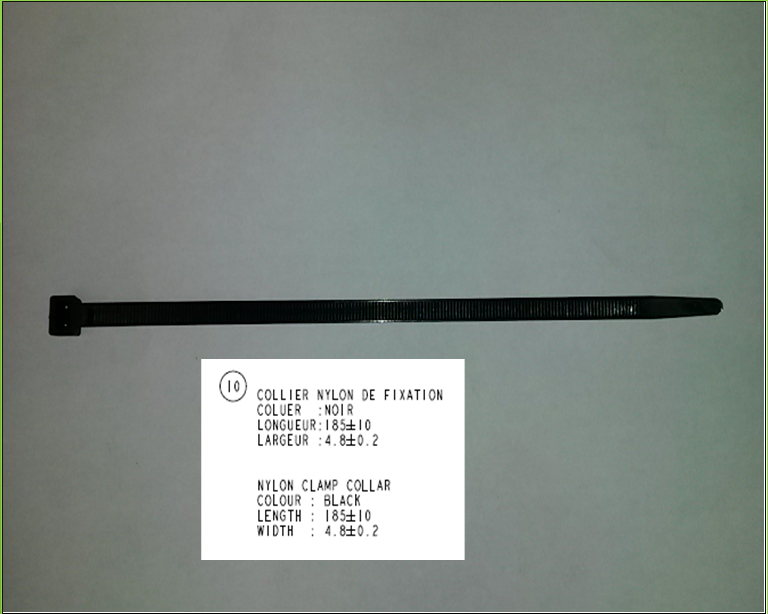 10
COLLIER NYLON DE FIXATION
COLUER :NOIR
LONGUEUR:185±10
LARGEUR :4.8±0.2
NYLON CLAMP COLLAR
COLOUR : BLACK
LENGTH : 185±10
WIDTH : 4.8±0.2